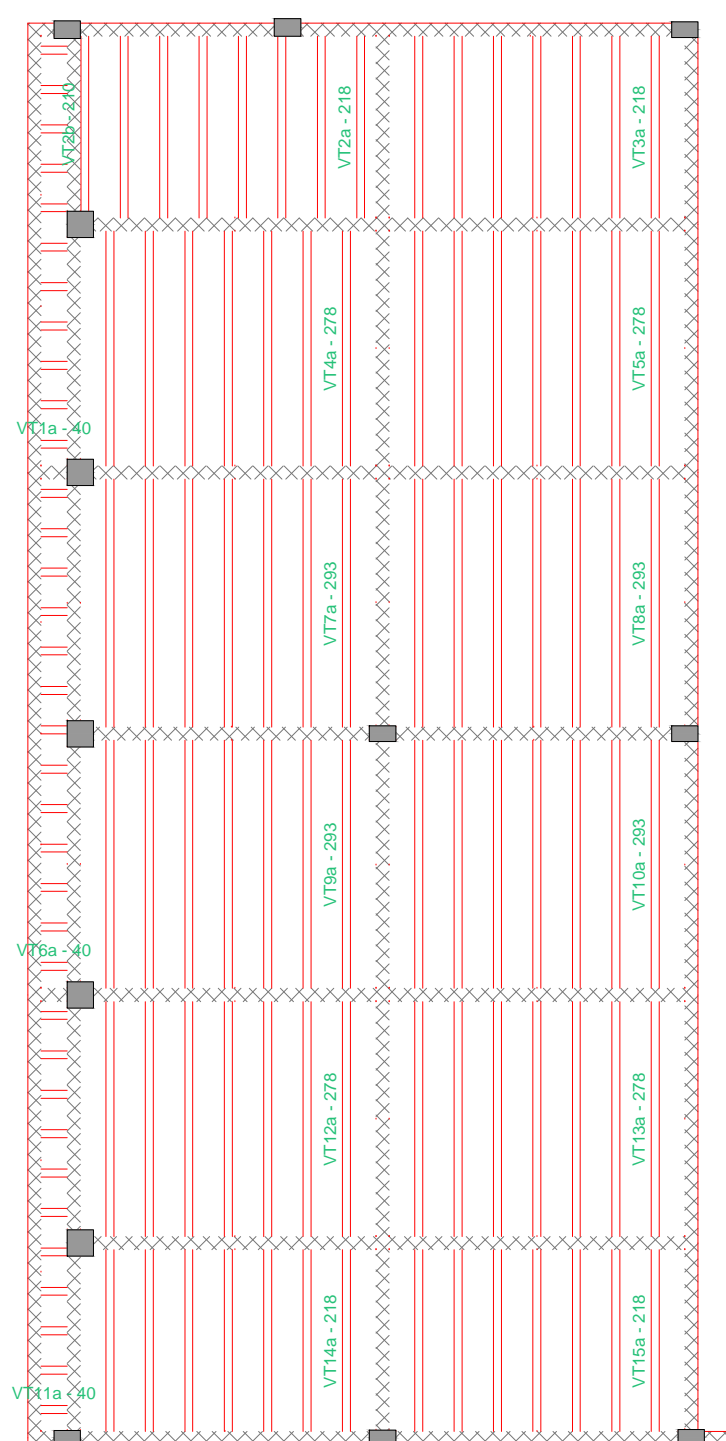 VT2b - 210
VT2a - 218
VT3a - 218
VT4a - 278
VT5a - 278
VT1a - 40
VT7a - 293
VT8a - 293
VT9a - 293
VT10a - 293
VT6a - 40
VT12a - 278
VT13a - 278
VT14a - 218
VT15a - 218
VT11a - 40